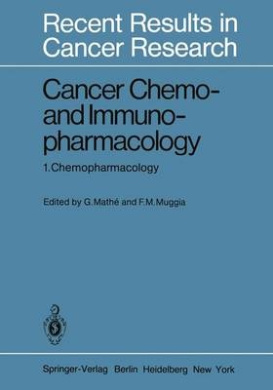 Recent Results in
Cancer Research
Cancer Chemo-
and Immuno-
pharmacology
1. Chemopharmacology
Edited by G. Mathé and F. M. Muggia
Springer-Verlag Berlin Heidelberg New York